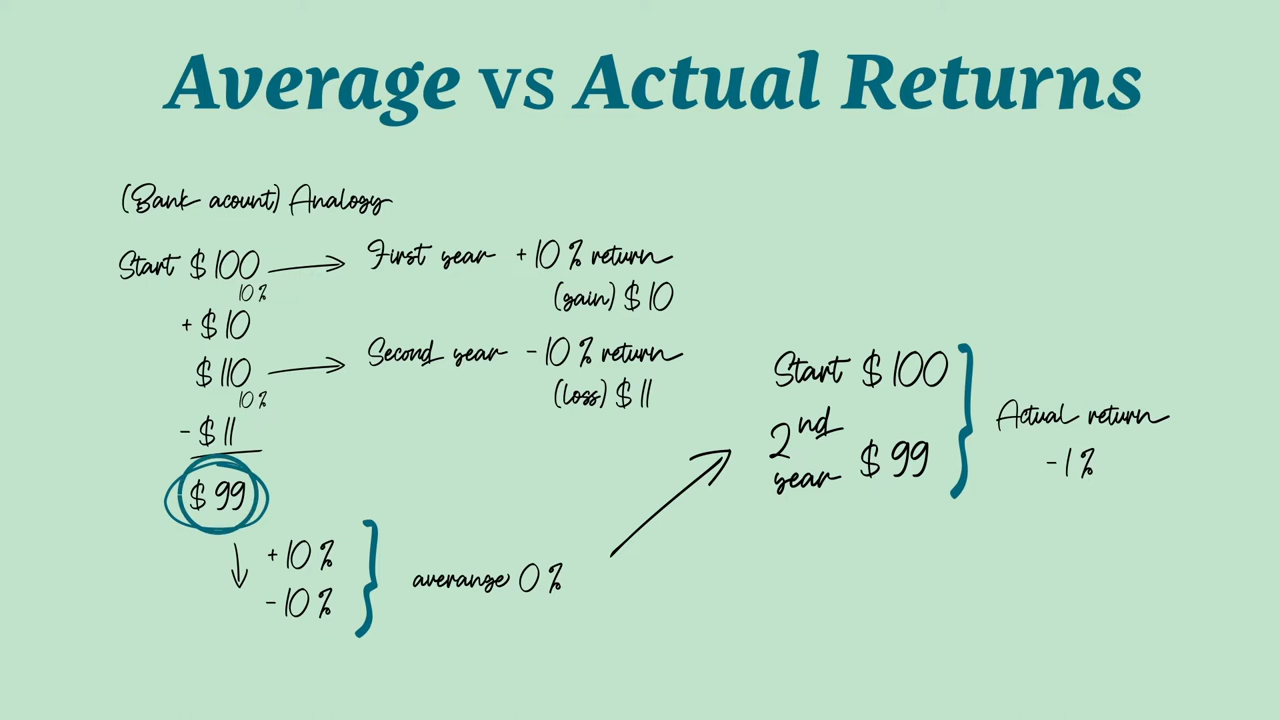 Average vs Actual Returns
(Bank acount) Analogy
Start $ 100
10 %
First year + 10 % return
(gain) $ 10
+ $ 10
$ 110
10 %
Second year - 10 % return
(loss) $ 11
- $ 11
$ 99
+ 10 %
- 10 %
averange 0 %
Start $ 100
2nd year $ 99
Actual return
- 1 %